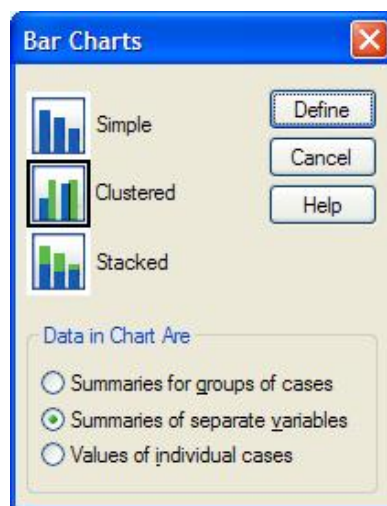 Bar Charts
Simple
Define
Cancel
Clustered
Help
Stacked
Data in Chart Are
Summaries for groups of cases
Summaries of separate variables
Values of individual cases